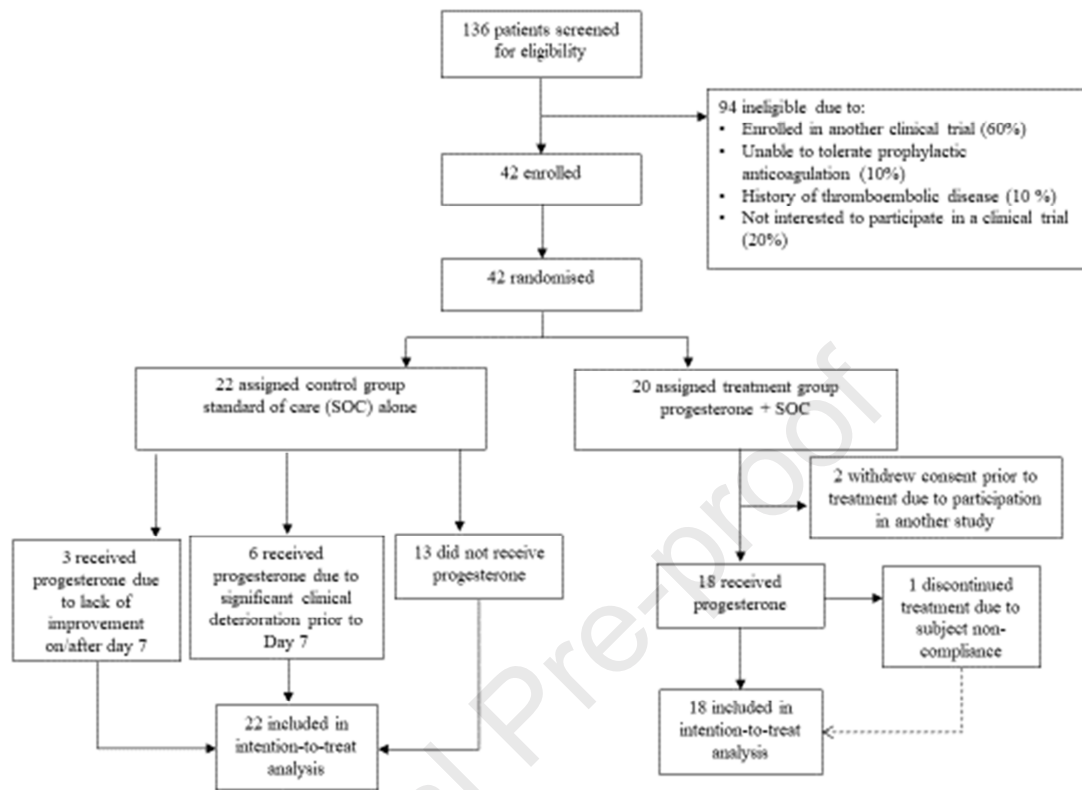 136 patients screened
for eligibility
94 ineligible due to:
• Enrolled in another clinical trial (60%)
• Unable to tolerate prophylactic
anticoagulation (10%)
• History of thromboembolic disease (10 %)
• Not interested to participate in a clinical trial
(20%)
42 enrolled
42 randomised
22 assigned control group
standard of care (SOC) alone
20 assigned treatment group
progesterone + SOC
2 withdrew consent prior to
treatment due to participation
in another study
3 received
progesterone due
to lack of
improvement
on/after day 7
6 received
progesterone due to
significant clinical
deterioration prior to
Day 7
13 did not receive
progesterone
18 received
progesterone
1 discontinued
treatment due to
subject non-
compliance
22 included in
intention-to-treat
analysis
18 included in
intention-to-treat
analysis
Pre-proof